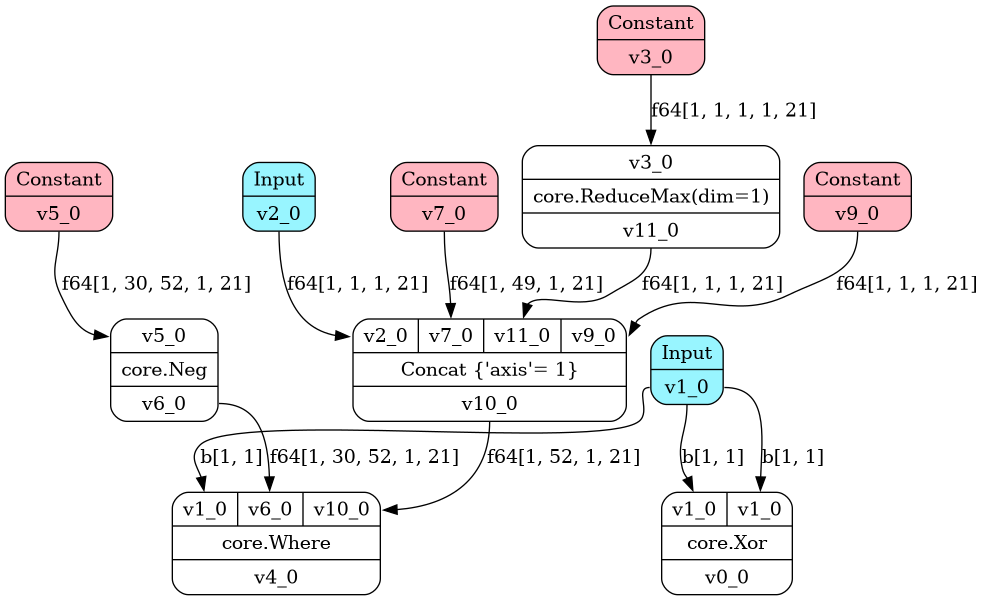 Constant
v3_0
f64[1, 1, 1, 1, 21]
Constant
v5_0
Input
v2_0
Constant
v7_0
v3_0
core.ReduceMax(dim=1)
v11_0
Constant
v9_0
f64[1, 30, 52, 1, 21]
f64[1, 1, 1, 21]
f64[1, 49, 1, 21]
f64[1, 1, 1, 21]
f64[1, 1, 1, 21]
v5_0
core.Neg
v6_0
v2_0 v7_0 v11_0 v9_0
Concat {'axis'= 1}
v10_0
Input
v1_0
b[1, 1]
f64[1, 30, 52, 1, 21]
f64[1, 52, 1, 21]
b[1, 1]
b[1, 1]
v1_0 v6_0 v10_0
core.Where
v4_0
v1_0 v1_0
core.Xor
v0_0